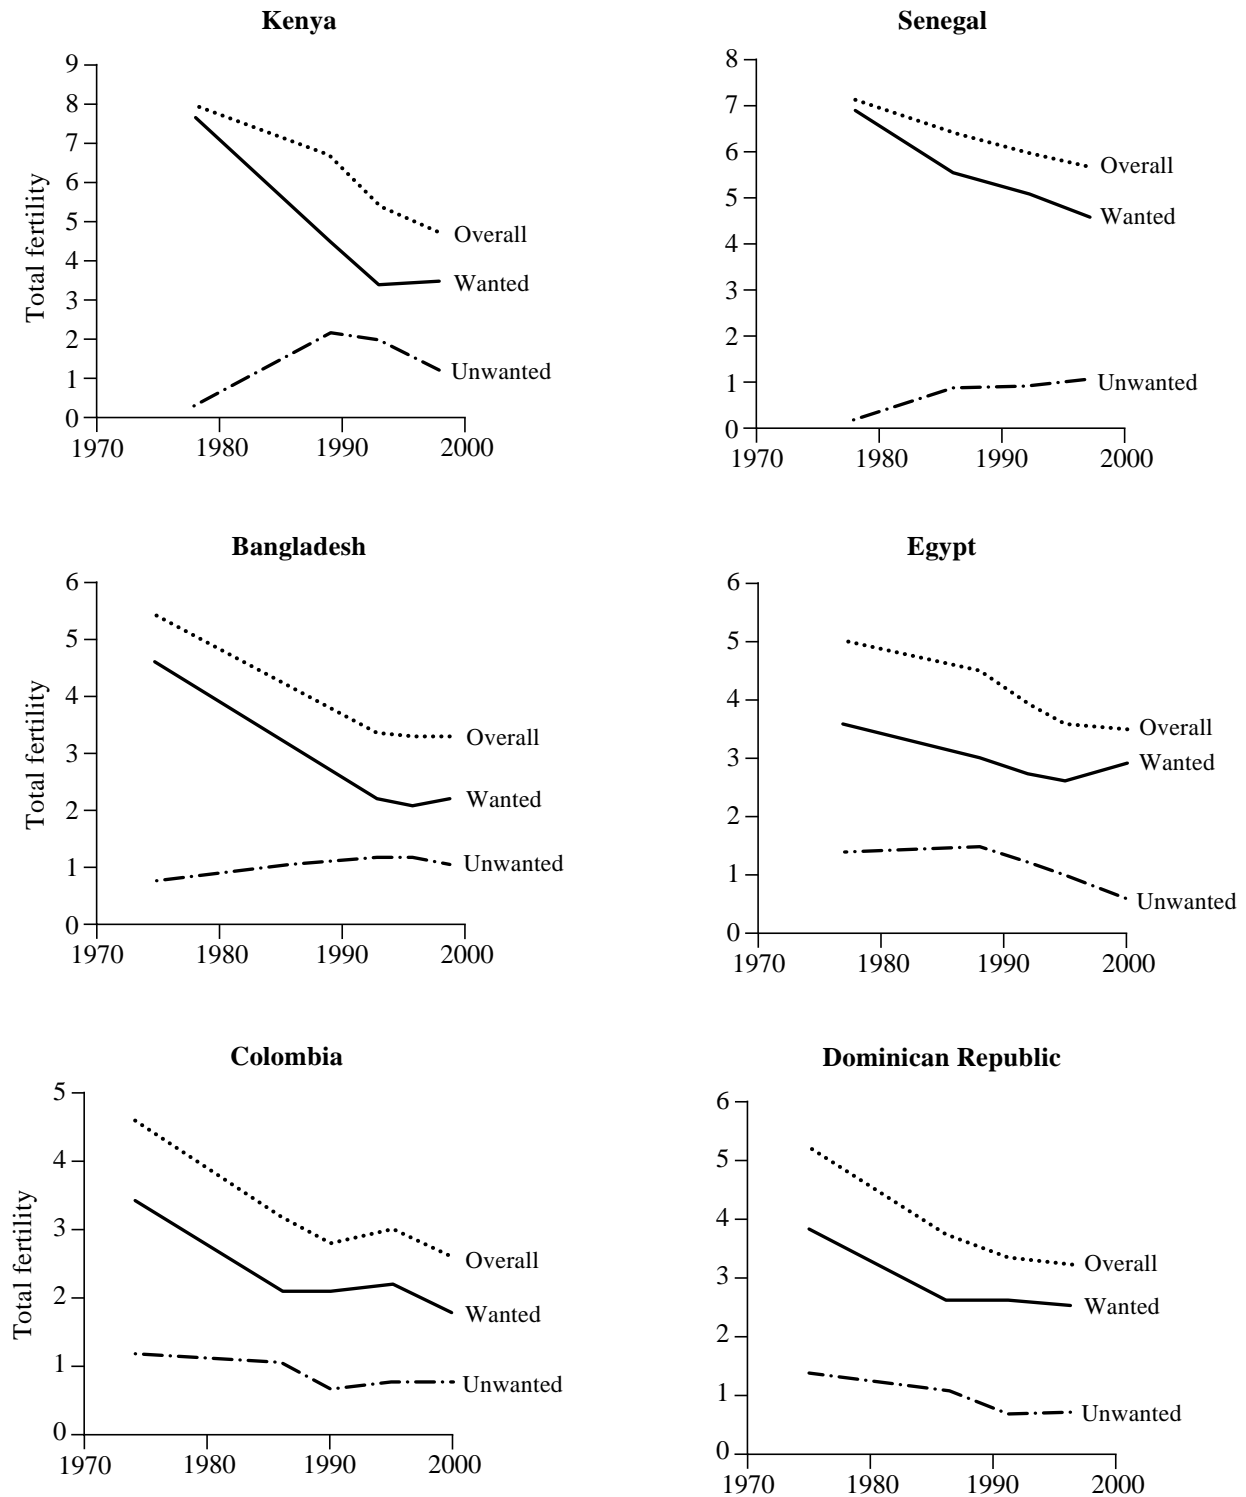 Kenya
Total fertility
9
8
7
6
5
4
3
2
1
0
1970 1980 1990 2000
Overall
Wanted
Unwanted
Senegal
8
7
6
5
4
3
2
1
0
1970 1980 1990 2000
Overall
Wanted
Unwanted
Bangladesh
Total fertility
6
5
4
3
2
1
0
1970 1980 1990 2000
Overall
Wanted
Unwanted
Egypt
6
5
4
3
2
1
0
1970 1980 1990 2000
Overall
Wanted
Unwanted
Colombia
Total fertility
5
4
3
2
1
0
1970 1980 1990 2000
Overall
Wanted
Unwanted
Dominican Republic
6
5
4
3
2
1
0
1970 1980 1990 2000
Overall
Wanted
Unwanted